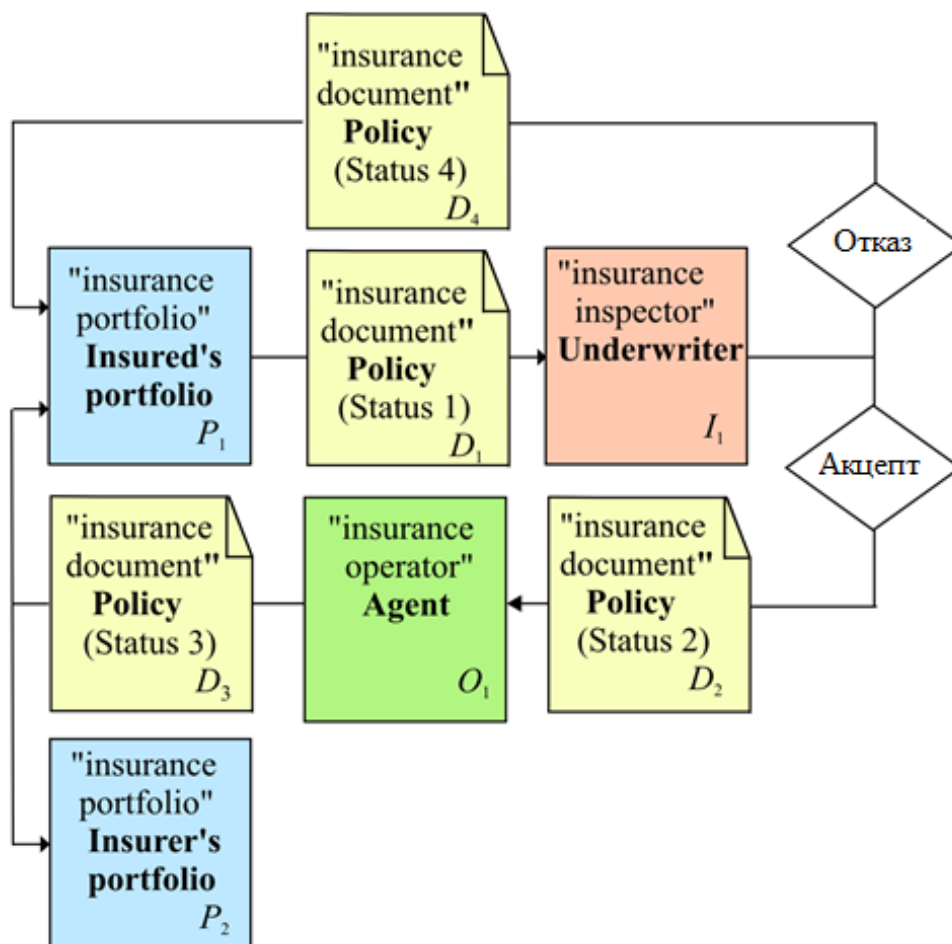 "insurance
document"
Policy
(Status 4)
D₄
Отказ
"insurance
portfolio"
Insured's
portfolio
P₁
"insurance
document"
Policy
(Status 1)
D₁
"insurance
inspector"
Underwriter
I₁
Акцепт
"insurance
document"
Policy
(Status 3)
D₃
"insurance
operator"
Agent
O₁
"insurance
document"
Policy
(Status 2)
D₂
"insurance
portfolio"
Insurer's
portfolio
P₂